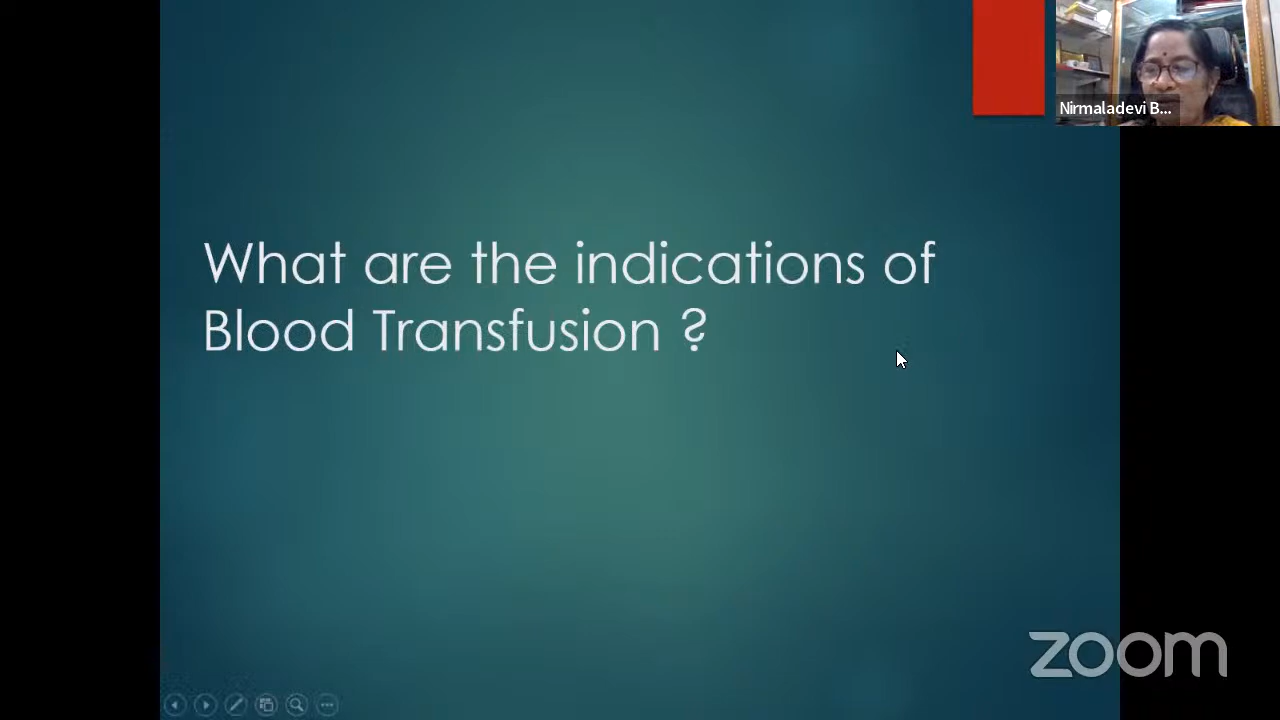 Nirmaladevi B...
What are the indications of
Blood Transfusion ?
zoom